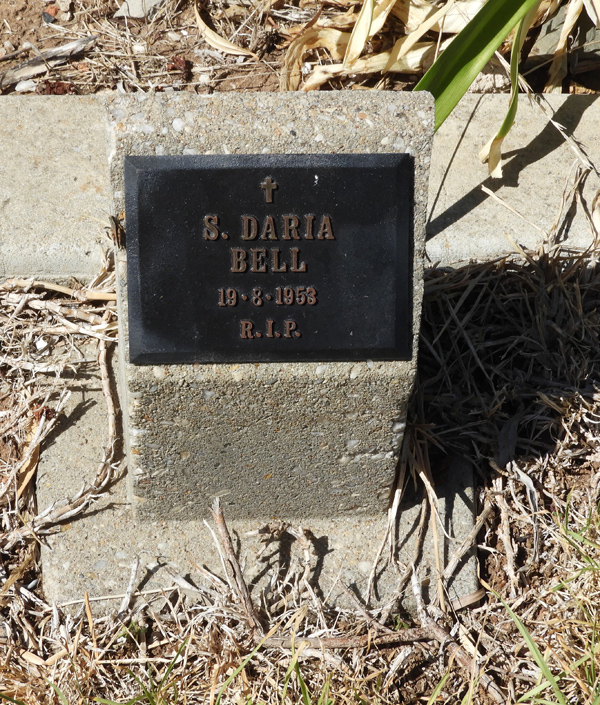 S. DARIA
BELL
19·8·1953
R.I.P.